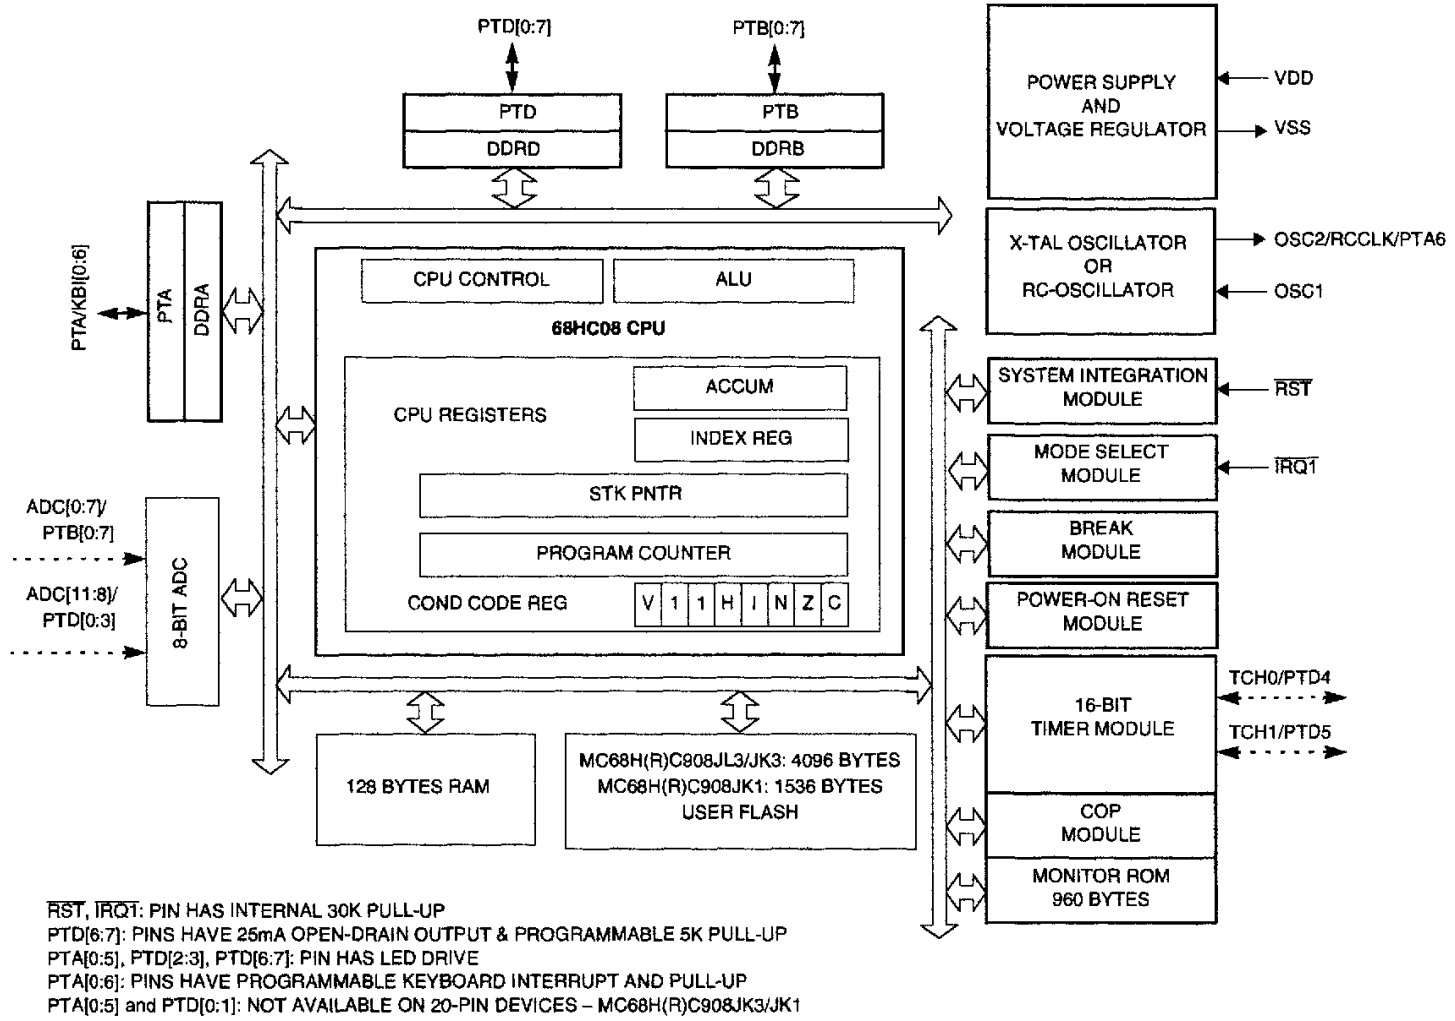 PTD[0:7]
PTB[0:7]
PTD
DDRD
PTB
DDRB
POWER SUPPLY
AND
VOLTAGE REGULATOR
VDD
VSS
X-TAL OSCILLATOR
OR
RC-OSCILLATOR
OSC2/RCCLK/PTA6
OSC1
PTA/KBI[0:6]
PTA
DDRA
CPU CONTROL
ALU
68HC08 CPU
CPU REGISTERS
ACCUM
INDEX REG
STK PNTR
PROGRAM COUNTER
COND CODE REG
V 1 1 H I N Z C
SYSTEM INTEGRATION
MODULE
RST
MODE SELECT
MODULE
IRQ1
BREAK
MODULE
POWER-ON RESET
MODULE
ADC[0:7]/
PTB[0:7]
ADC[11:8]/
PTD[0:3]
8-BIT ADC
16-BIT
TIMER MODULE
TCH0/PTD4
TCH1/PTD5
128 BYTES RAM
MC68H(R)C908JL3/JK3: 4096 BYTES
MC68H(R)C908JK1: 1536 BYTES
USER FLASH
COP
MODULE
MONITOR ROM
960 BYTES
RST, IRQ1: PIN HAS INTERNAL 30K PULL-UP
PTD[6:7]: PINS HAVE 25mA OPEN-DRAIN OUTPUT & PROGRAMMABLE 5K PULL-UP
PTA[0:5], PTD[2:3], PTD[6:7]: PIN HAS LED DRIVE
PTA[0:6]: PINS HAVE PROGRAMMABLE KEYBOARD INTERRUPT AND PULL-UP
PTA[0:5] and PTD[0:1]: NOT AVAILABLE ON 20-PIN DEVICES – MC68H(R)C908JK3/JK1